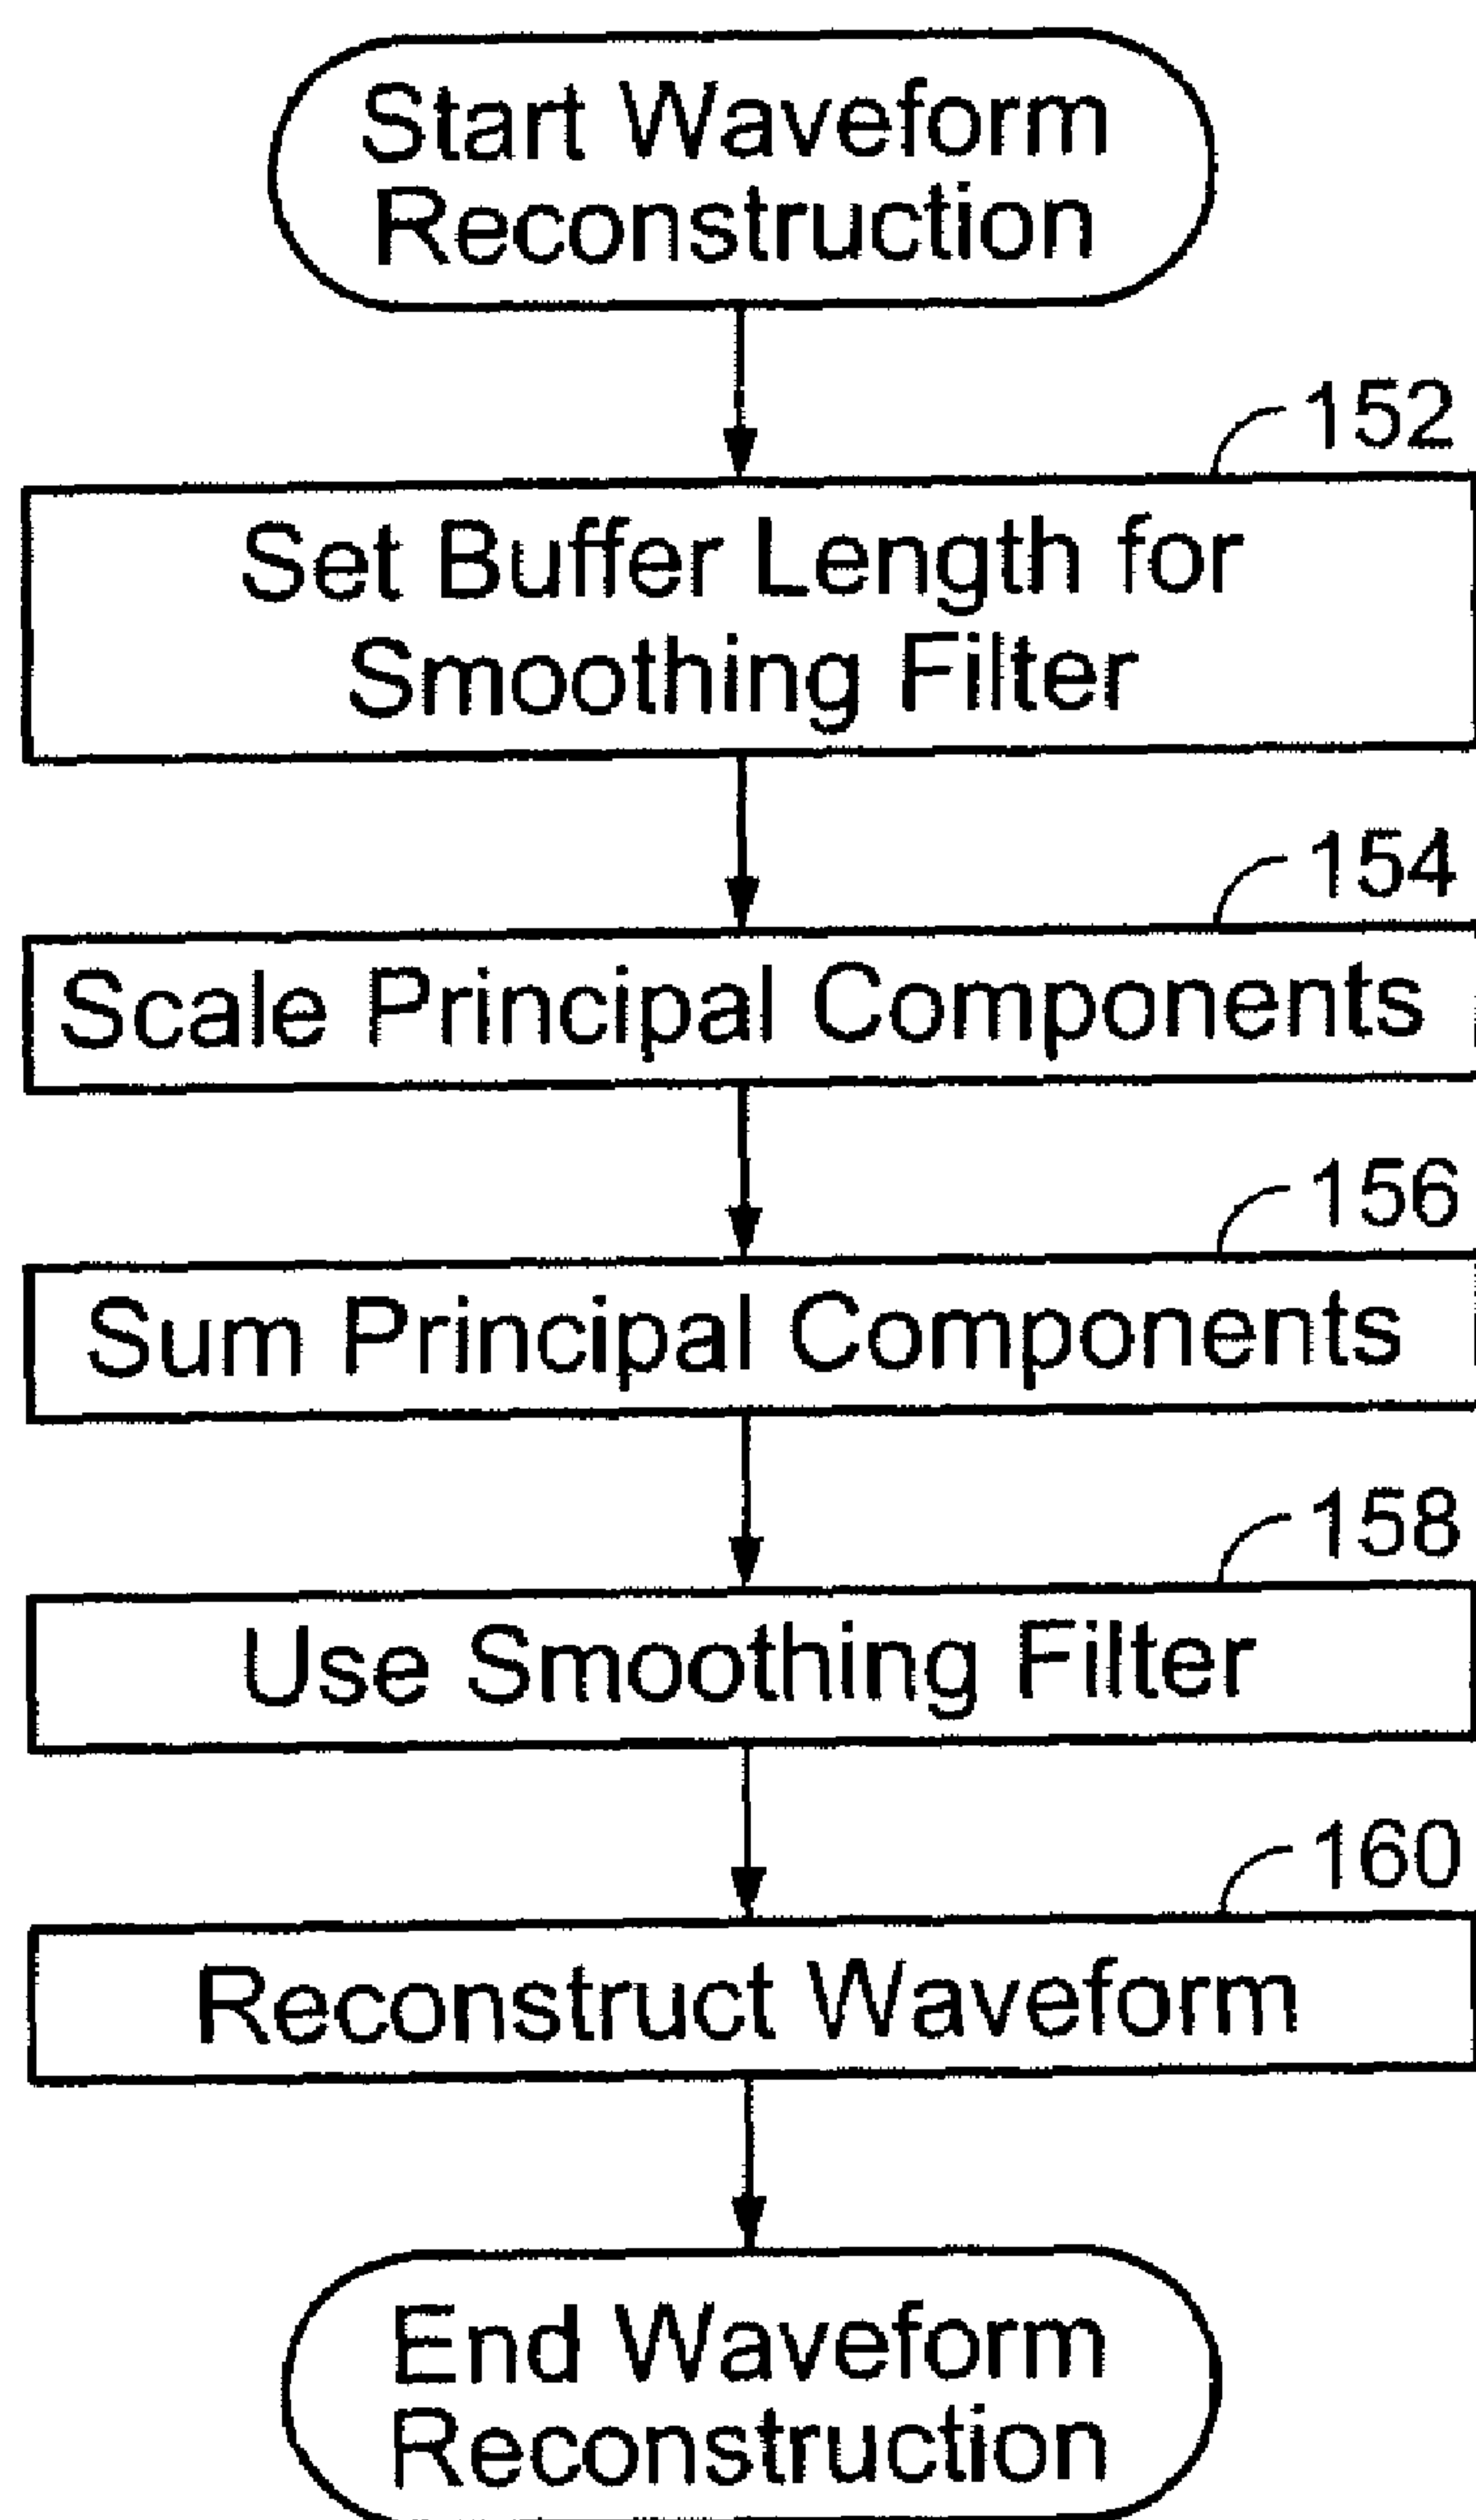 Start Waveform
Reconstruction
152
Set Buffer Length for
Smoothing Filter
154
Scale Principal Components
156
Sum Principal Components
158
Use Smoothing Filter
160
Reconstruct Waveform
End Waveform
Reconstruction